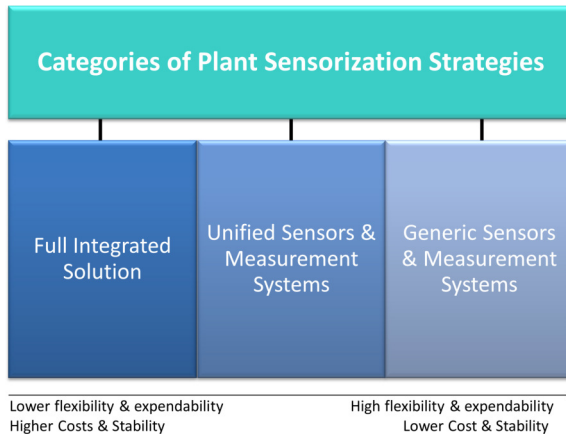 Categories of Plant Sensorization Strategies
Full Integrated
Solution
Unified Sensors &
Measurement
Systems
Generic Sensors
& Measurement
Systems
Lower flexibility & expendability
Higher Costs & Stability
High flexibility & expendability
Lower Cost & Stability